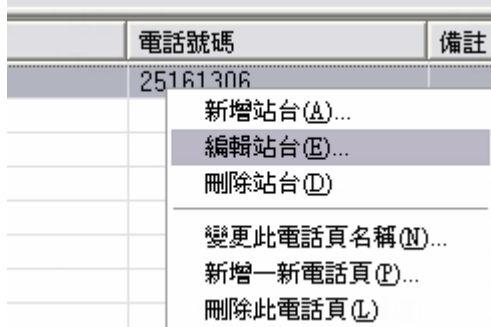 電話號碼 備註
25161306
新增站台(A)...
編輯站台(E)...
刪除站台(D)
變更此電話頁名稱(N)...
新增一新電話頁(P)...
刪除此電話頁(L)